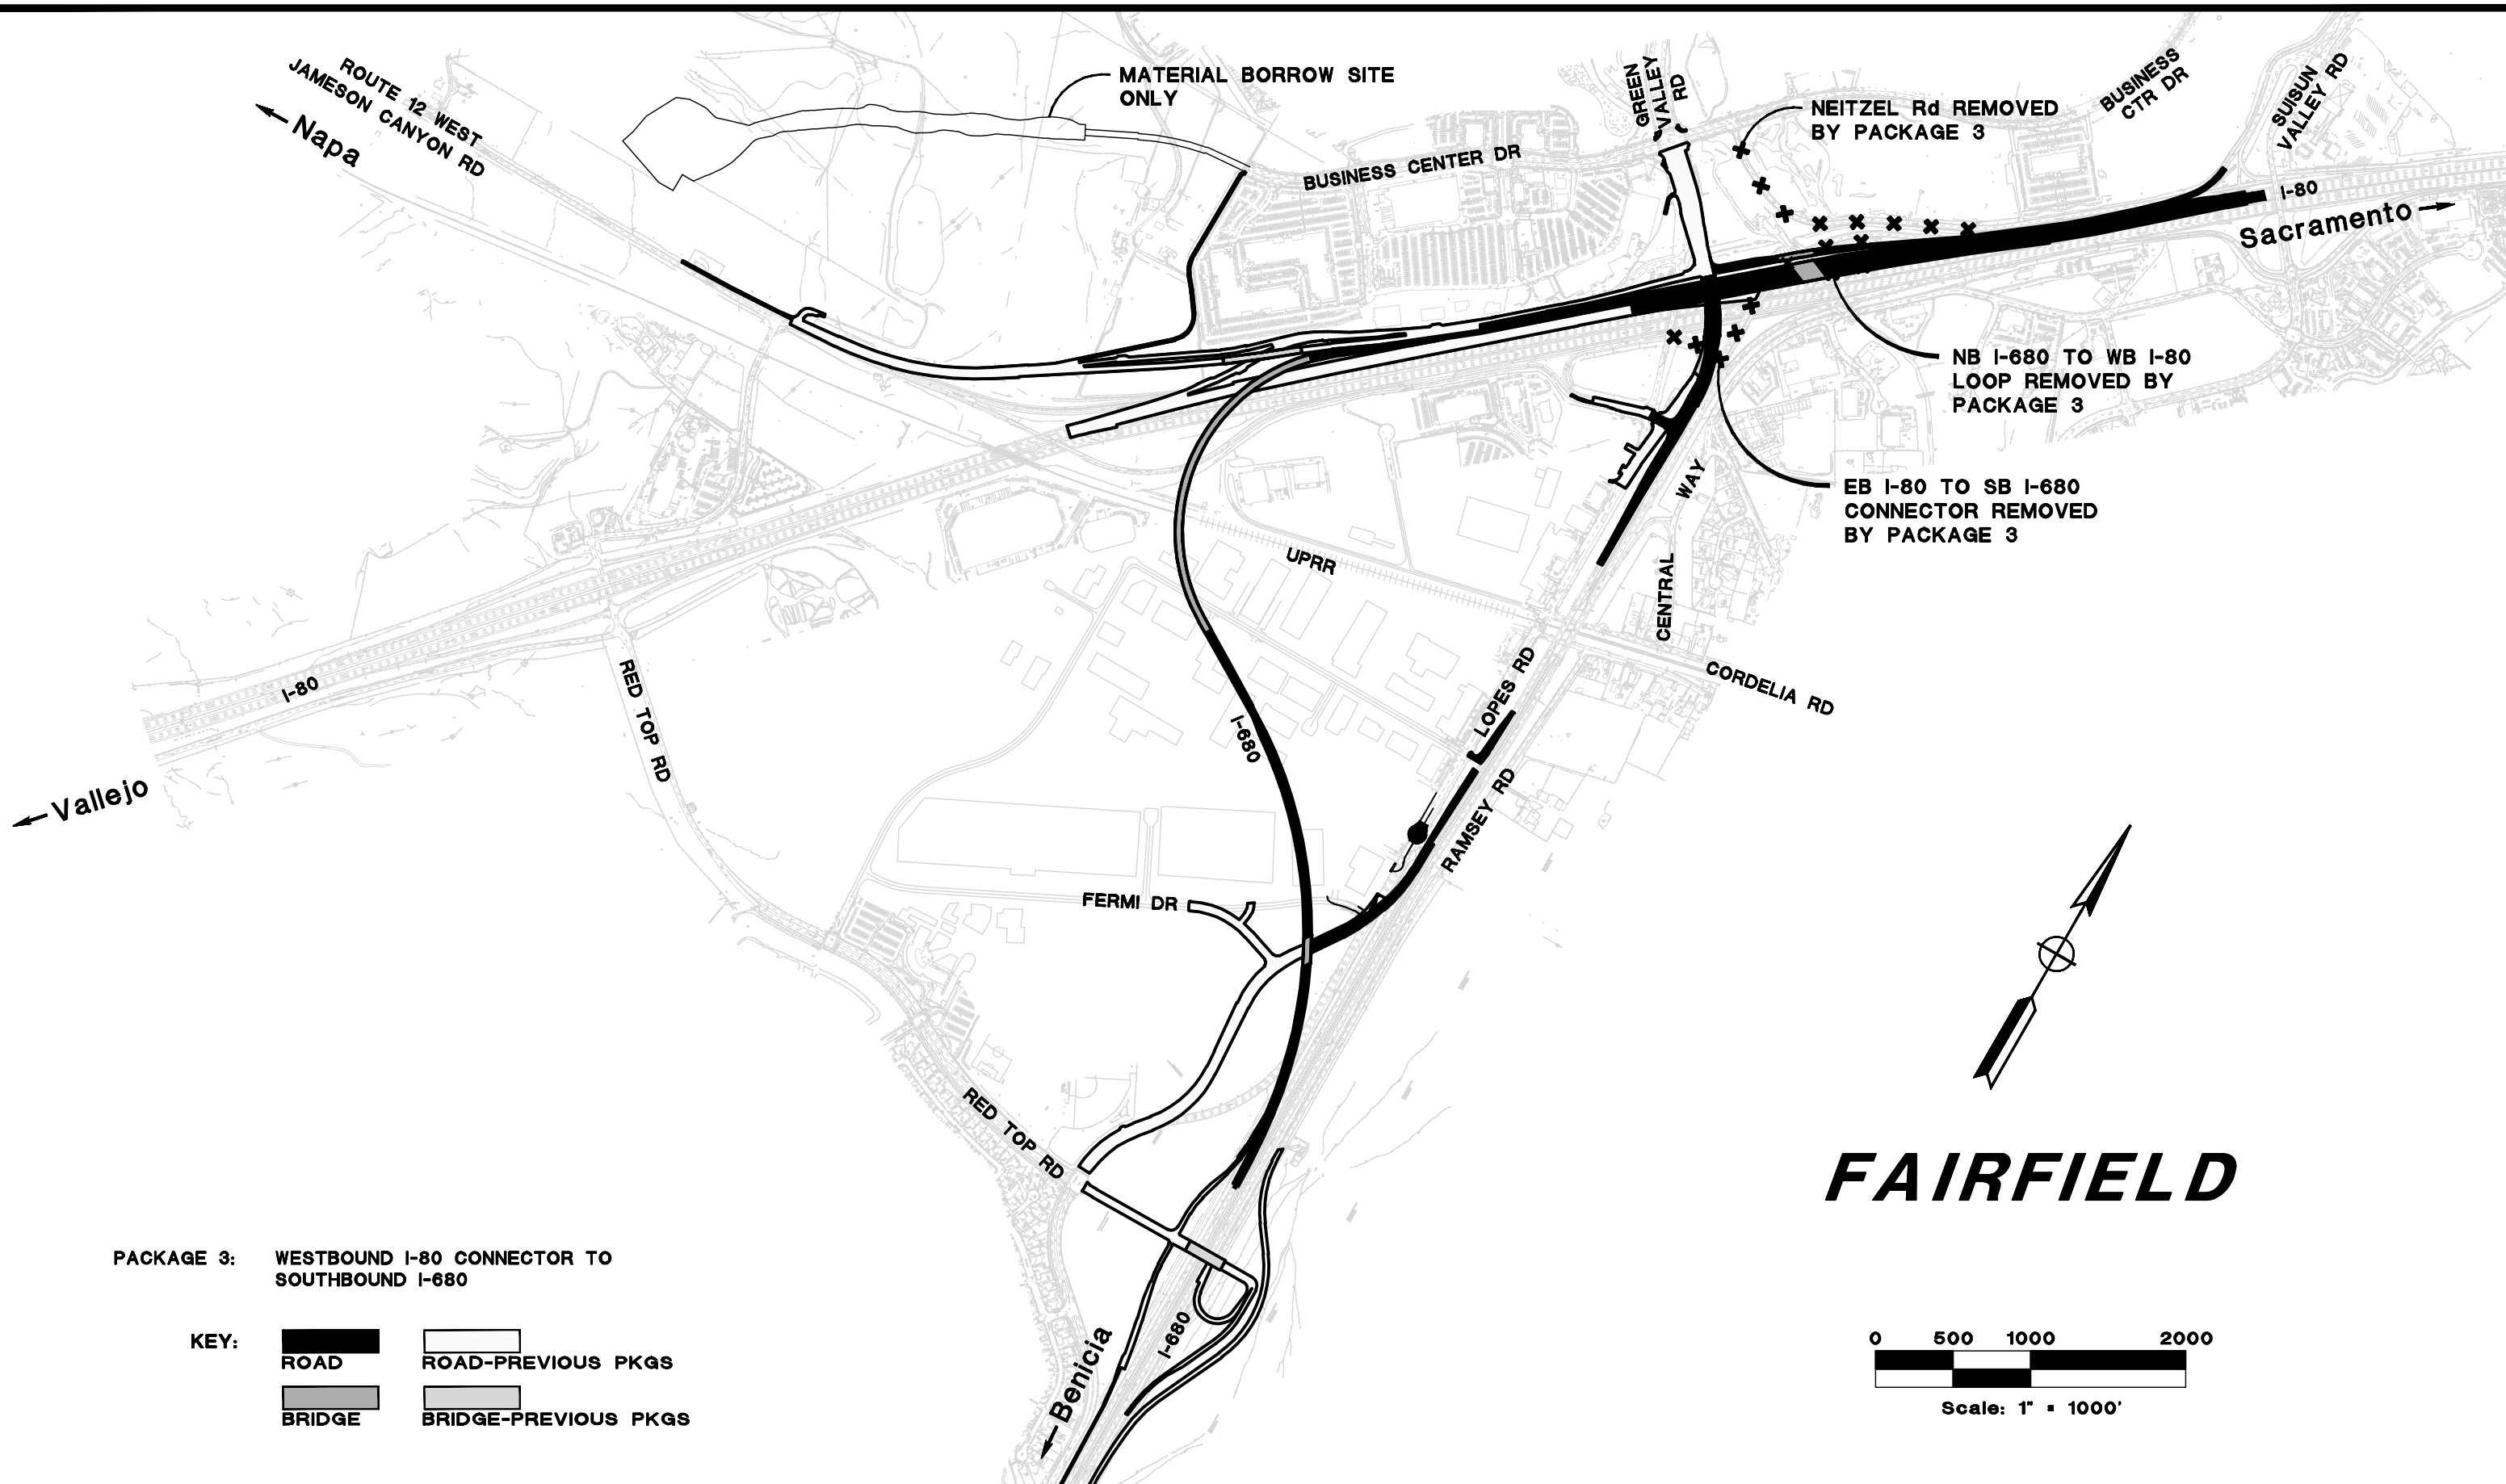 ROUTE 12 WEST
JAMESON CANYON RD
Napa
MATERIAL BORROW SITE
ONLY
GREEN
VALLEY
RD
BUSINESS CENTER DR
NEITZEL Rd REMOVED
BY PACKAGE 3
BUSINESS
CTR DR
SUISUN
VALLEY RD
I-80
Sacramento
NB I-680 TO WB I-80
LOOP REMOVED BY
PACKAGE 3
EB I-80 TO SB I-680
CONNECTOR REMOVED
BY PACKAGE 3
CENTRAL WAY
UPRR
CORDELIA RD
LOPES RD
RAMSEY RD
I-80
RED TOP RD
Vallejo
I-680
FERMI DR
RED TOP RD
I-680
Benicia
FAIRFIELD
PACKAGE 3: WESTBOUND I-80 CONNECTOR TO
SOUTHBOUND I-680
KEY:
ROAD ROAD-PREVIOUS PKGS
BRIDGE BRIDGE-PREVIOUS PKGS
0 500 1000 2000
Scale: 1" = 1000'